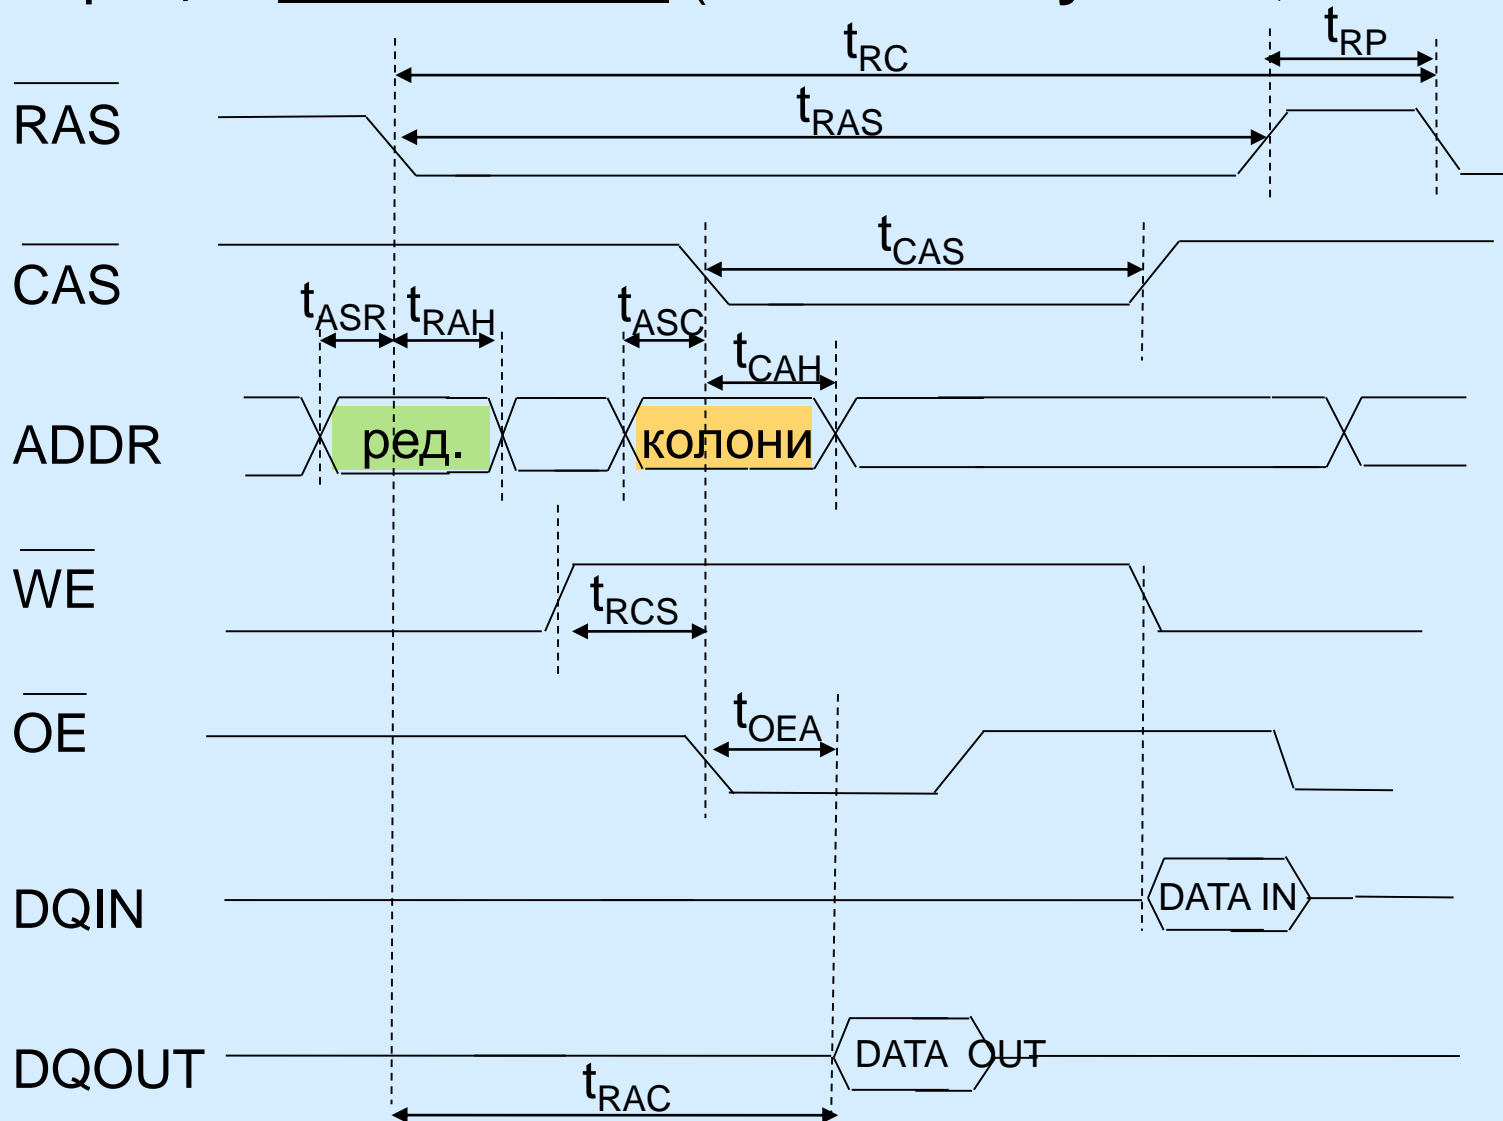 tRP
tRC
RAS
tRAS
CAS
tCAS
tASR tRAH tASC
tCAH
ADDR ред. колони
WE
tRCS
OE
tOEA
DQIN DATA IN
DQOUT DATA OUT
tRAC